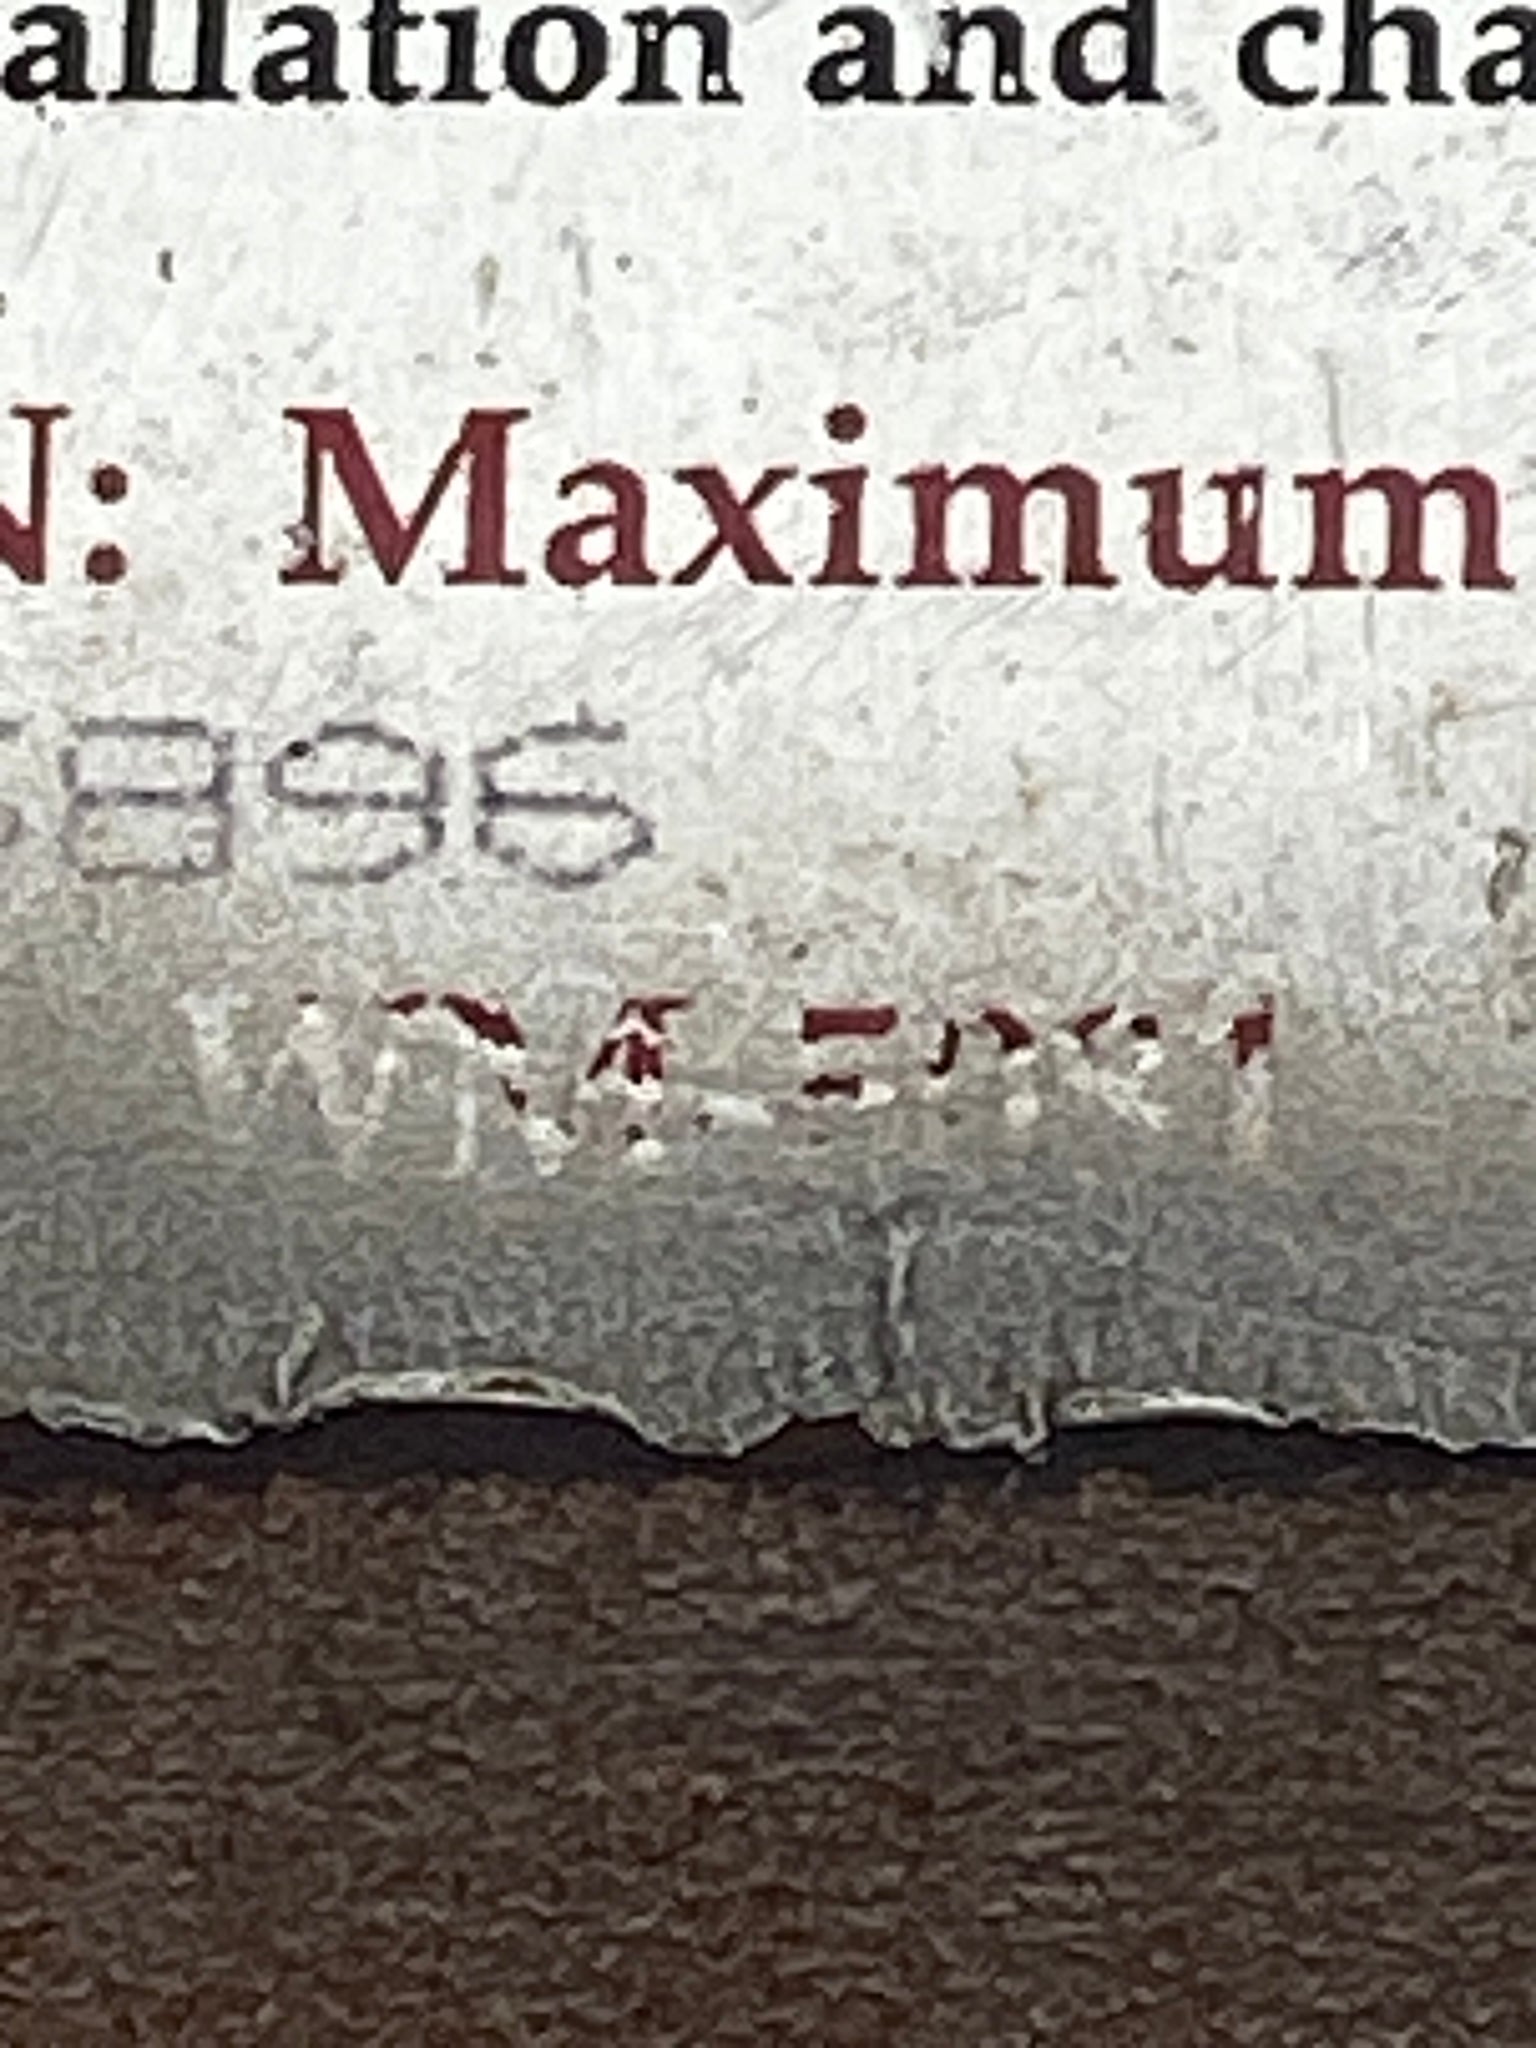 allation and cha
N: Maximum
896